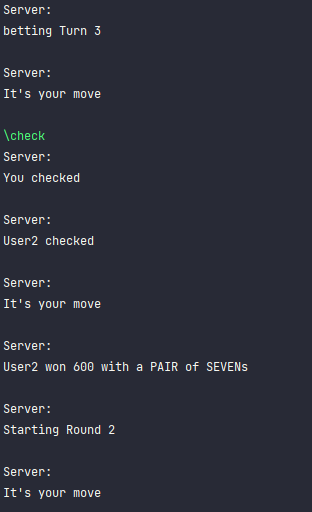 Server:
betting Turn 3
Server:
It's your move
\check
Server:
You checked
Server:
User2 checked
Server:
It's your move
Server:
User2 won 600 with a PAIR of SEVENs
Server:
Starting Round 2
Server:
It's your move